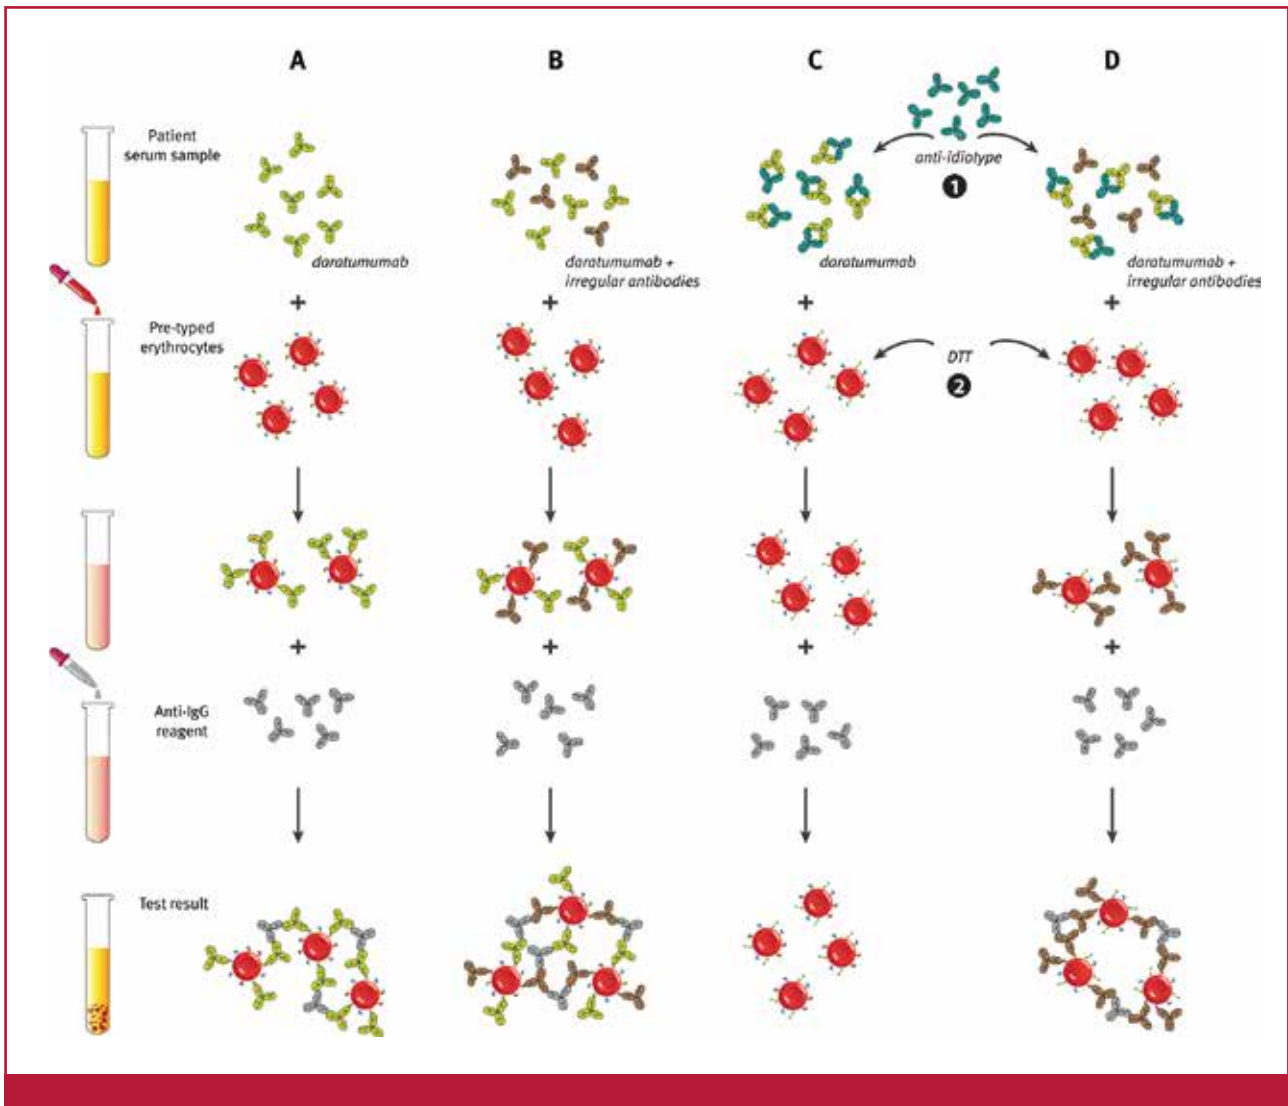 A
B
C
D
Patient
serum sample
anti-idiotype
1
daratumumab
daratumumab +
irregular antibodies
daratumumab
daratumumab +
irregular antibodies
+
+
+
+
Pre-typed
erythrocytes
DTT
2
+
+
+
+
Anti-IgG
reagent
Test result